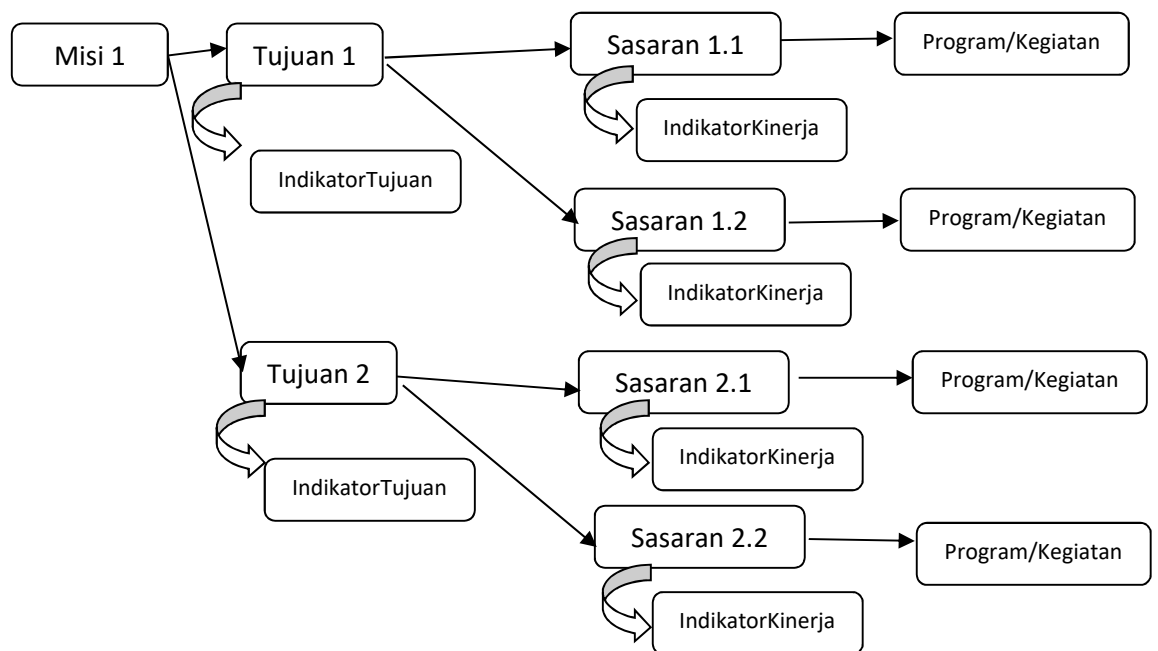 Misi 1
Tujuan 1
Sasaran 1.1
Program/Kegiatan
IndikatorKinerja
IndikatorTujuan
Sasaran 1.2
Program/Kegiatan
IndikatorKinerja
Tujuan 2
Sasaran 2.1
Program/Kegiatan
IndikatorKinerja
IndikatorTujuan
Sasaran 2.2
Program/Kegiatan
IndikatorKinerja